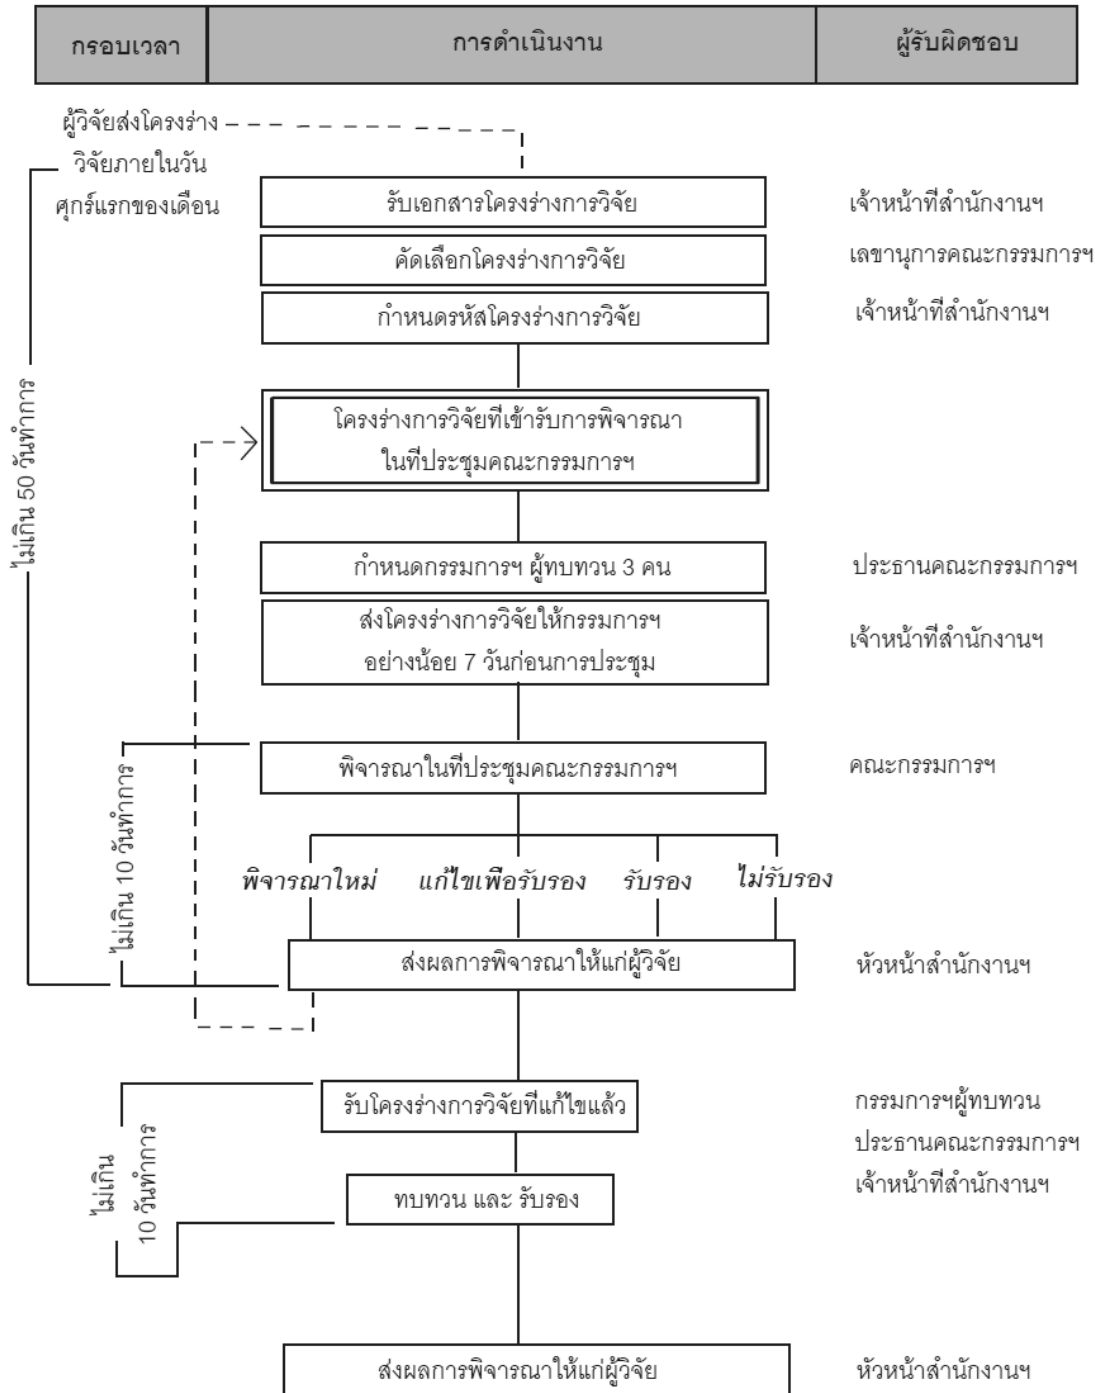 กรอบเวลา
การดำเนินงาน
ผู้รับผิดชอบ
ผู้วิจัยส่งโครงร่าง
วิจัยภายในวัน
ศุกร์แรกของเดือน
รับเอกสารโครงร่างการวิจัย
เจ้าหน้าที่สำนักงานฯ
คัดเลือกโครงร่างการวิจัย
เลขานุการคณะกรรมการฯ
กำหนดรหัสโครงร่างการวิจัย
เจ้าหน้าที่สำนักงานฯ
ไม่เกิน 50 วันทำการ
โครงร่างการวิจัยที่เข้ารับการพิจารณา
ในที่ประชุมคณะกรรมการฯ
กำหนดกรรมการฯ ผู้ทบทวน 3 คน
ประธานคณะกรรมการฯ
ส่งโครงร่างการวิจัยให้กรรมการฯ
อย่างน้อย 7 วันก่อนการประชุม
เจ้าหน้าที่สำนักงานฯ
พิจารณาในที่ประชุมคณะกรรมการฯ
คณะกรรมการฯ
ไม่เกิน 10 วันทำการ
พิจารณาใหม่
แก้ไขเพื่อรับรอง
รับรอง
ไม่รับรอง
ส่งผลการพิจารณาให้แก่ผู้วิจัย
หัวหน้าสำนักงานฯ
รับโครงร่างการวิจัยที่แก้ไขแล้ว
กรรมการฯผู้ทบทวน
ประธานคณะกรรมการฯ
เจ้าหน้าที่สำนักงานฯ
ไม่เกิน
10 วันทำการ
ทบทวน และ รับรอง
ส่งผลการพิจารณาให้แก่ผู้วิจัย
หัวหน้าสำนักงานฯ